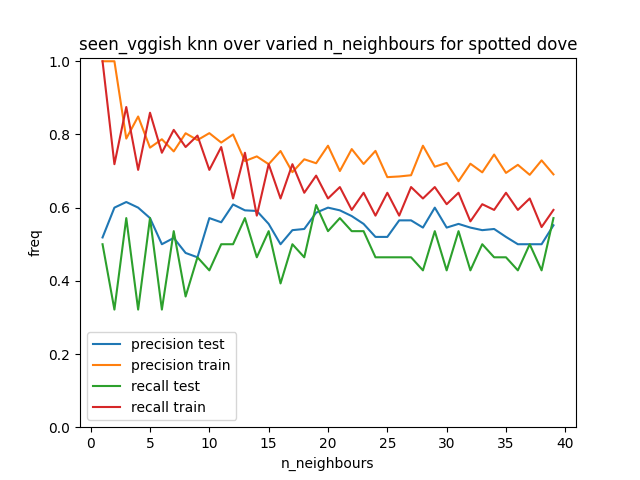 seen_vggish knn over varied n_neighbours for spotted dove
1.0
0.8
0.6
0.4
0.2
0.0
freq
precision test
precision train
recall test
recall train
0 5 10 15 20 25 30 35 40
n_neighbours